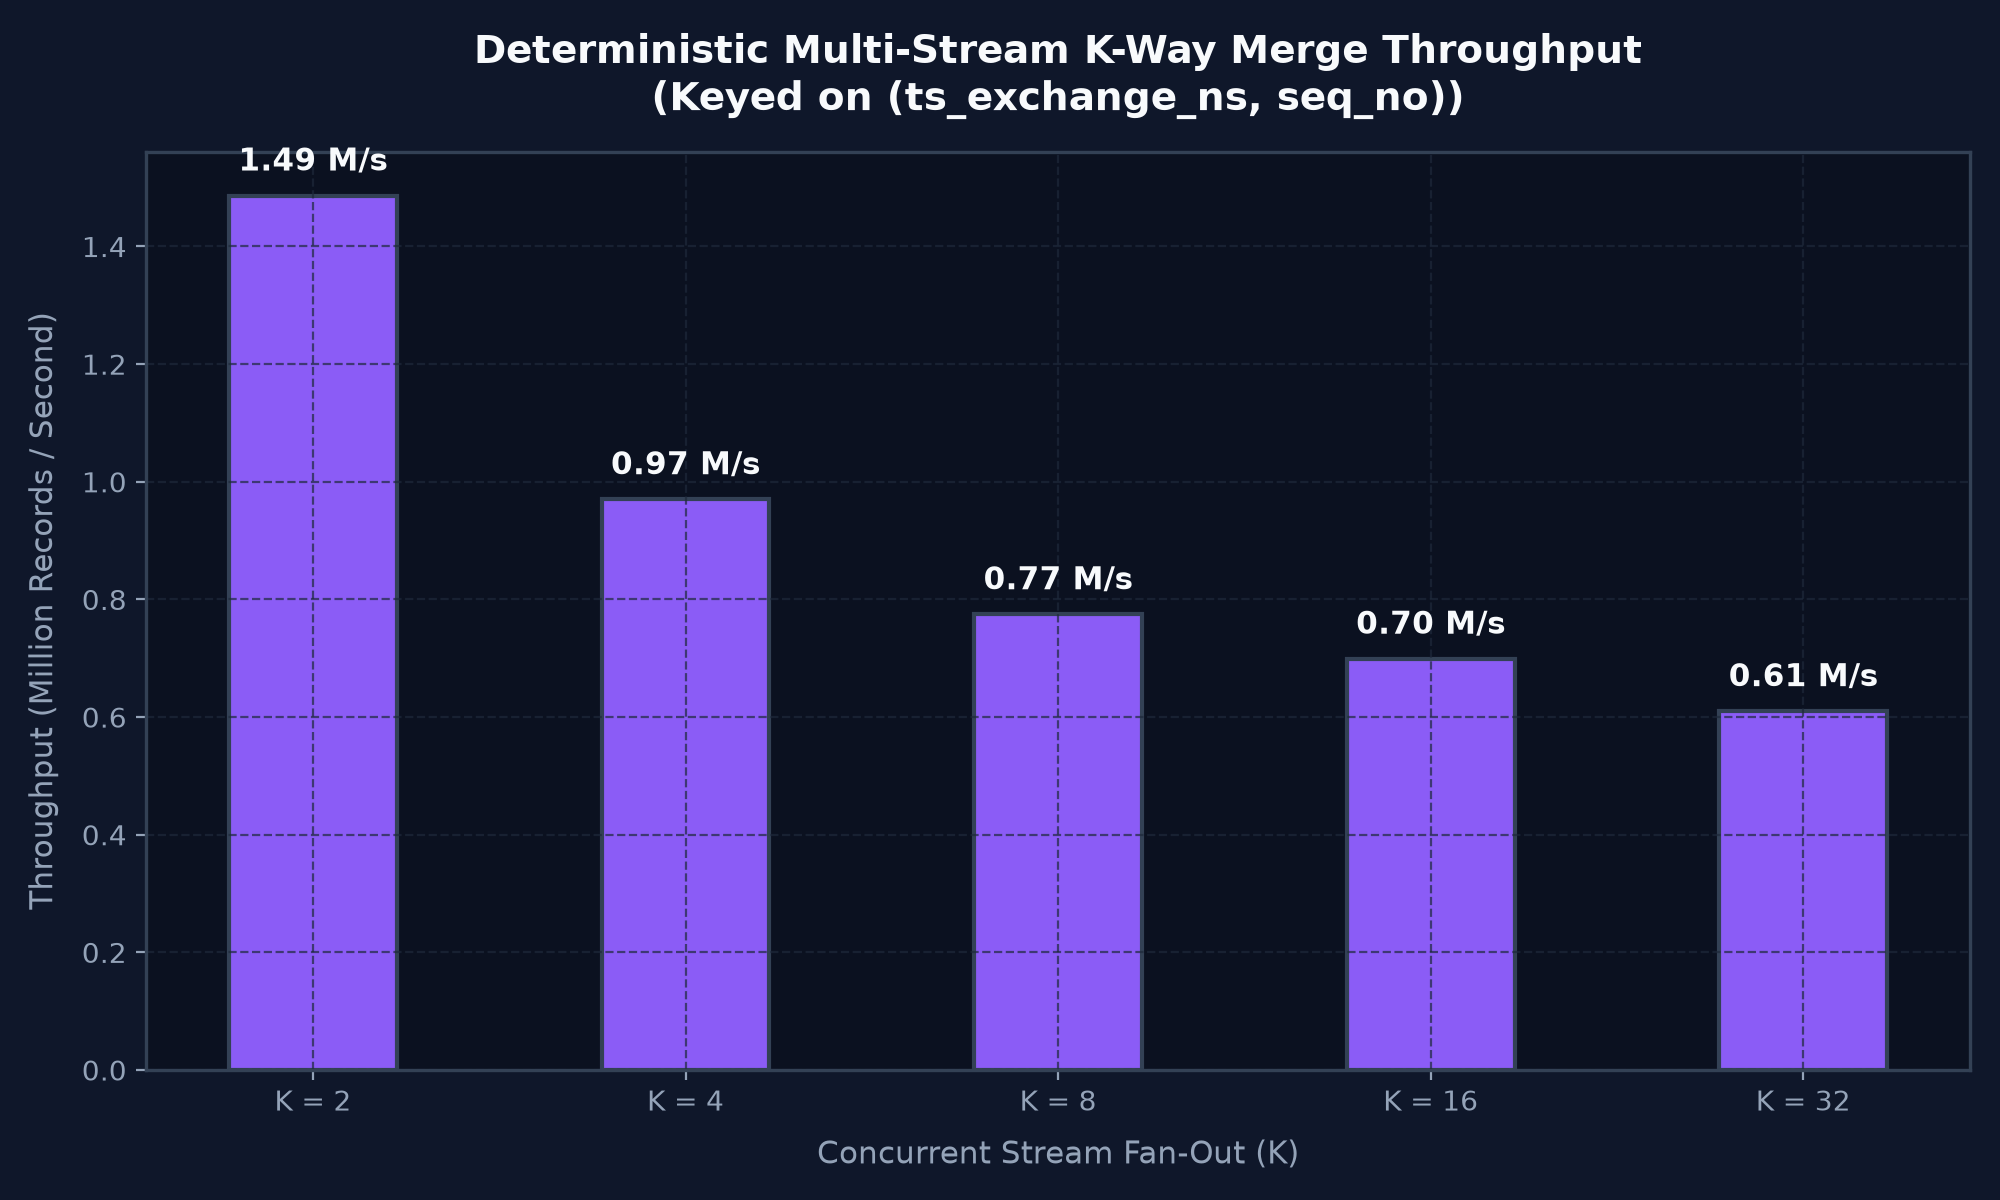 Deterministic Multi-Stream K-Way Merge Throughput
(Keyed on (ts_exchange_ns, seq_no))
Throughput (Million Records / Second)
1.4
1.2
1.0
0.8
0.6
0.4
0.2
0.0
1.49 M/s
0.97 M/s
0.77 M/s
0.70 M/s
0.61 M/s
K = 2
K = 4
K = 8
K = 16
K = 32
Concurrent Stream Fan-Out (K)